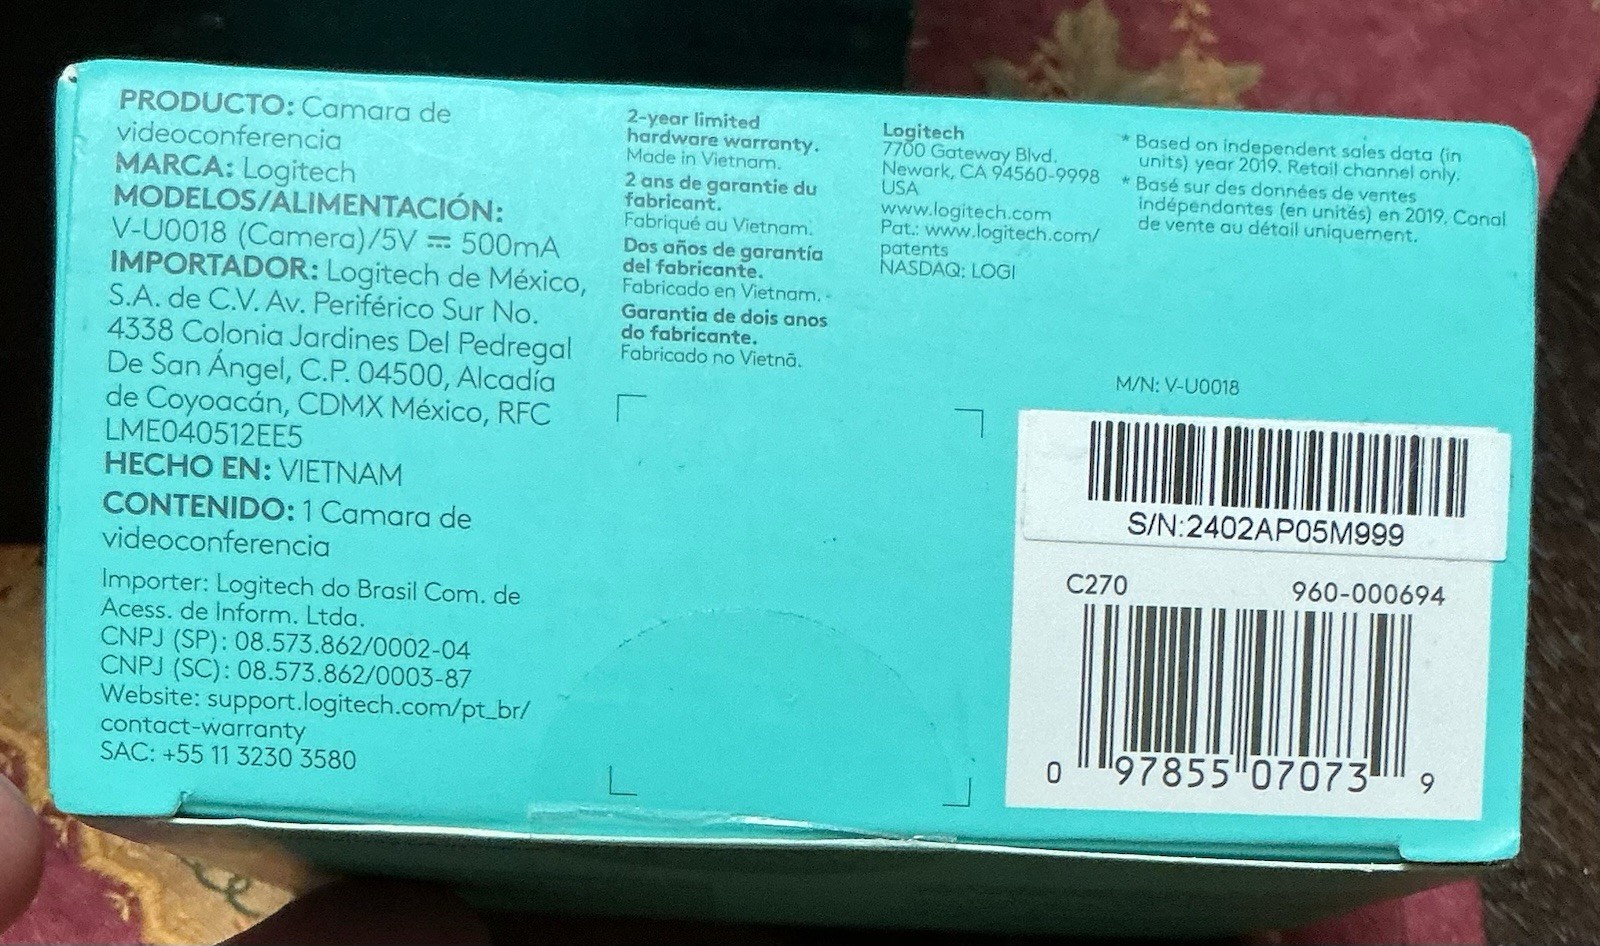 PRODUCTO: Camara de
videoconferencia
MARCA: Logitech
MODELOS/ALIMENTACIÓN:
V-U0018 (Camera)/5V ⎓ 500mA
IMPORTADOR: Logitech de México,
S.A. de C.V. Av. Periférico Sur No.
4338 Colonia Jardines Del Pedregal
De San Ángel, C.P. 04500, Alcadía
de Coyoacán, CDMX México, RFC
LME040512EE5
HECHO EN: VIETNAM
CONTENIDO: 1 Camara de
videoconferencia
Importer: Logitech do Brasil Com. de
Acess. de Inform. Ltda.
CNPJ (SP): 08.573.862/0002-04
CNPJ (SC): 08.573.862/0003-87
Website: support.logitech.com/pt_br/
contact-warranty
SAC: +55 11 3230 3580
2-year limited
hardware warranty.
Made in Vietnam.
2 ans de garantie du
fabricant.
Fabriqué au Vietnam.
Dos años de garantía
del fabricante.
Fabricado en Vietnam.
Garantia de dois anos
do fabricante.
Fabricado no Vietnã.
Logitech
7700 Gateway Blvd.
Newark, CA 94560-9998
USA
www.logitech.com
Pat.: www.logitech.com/
patents
NASDAQ: LOGI
* Based on independent sales data (in
units) year 2019. Retail channel only.
* Basé sur des données de ventes
indépendantes (en unités) en 2019. Canal
de vente au détail uniquement.
M/N: V-U0018
S/N:2402AP05M999
C270 960-000694
0 97855 07073 9